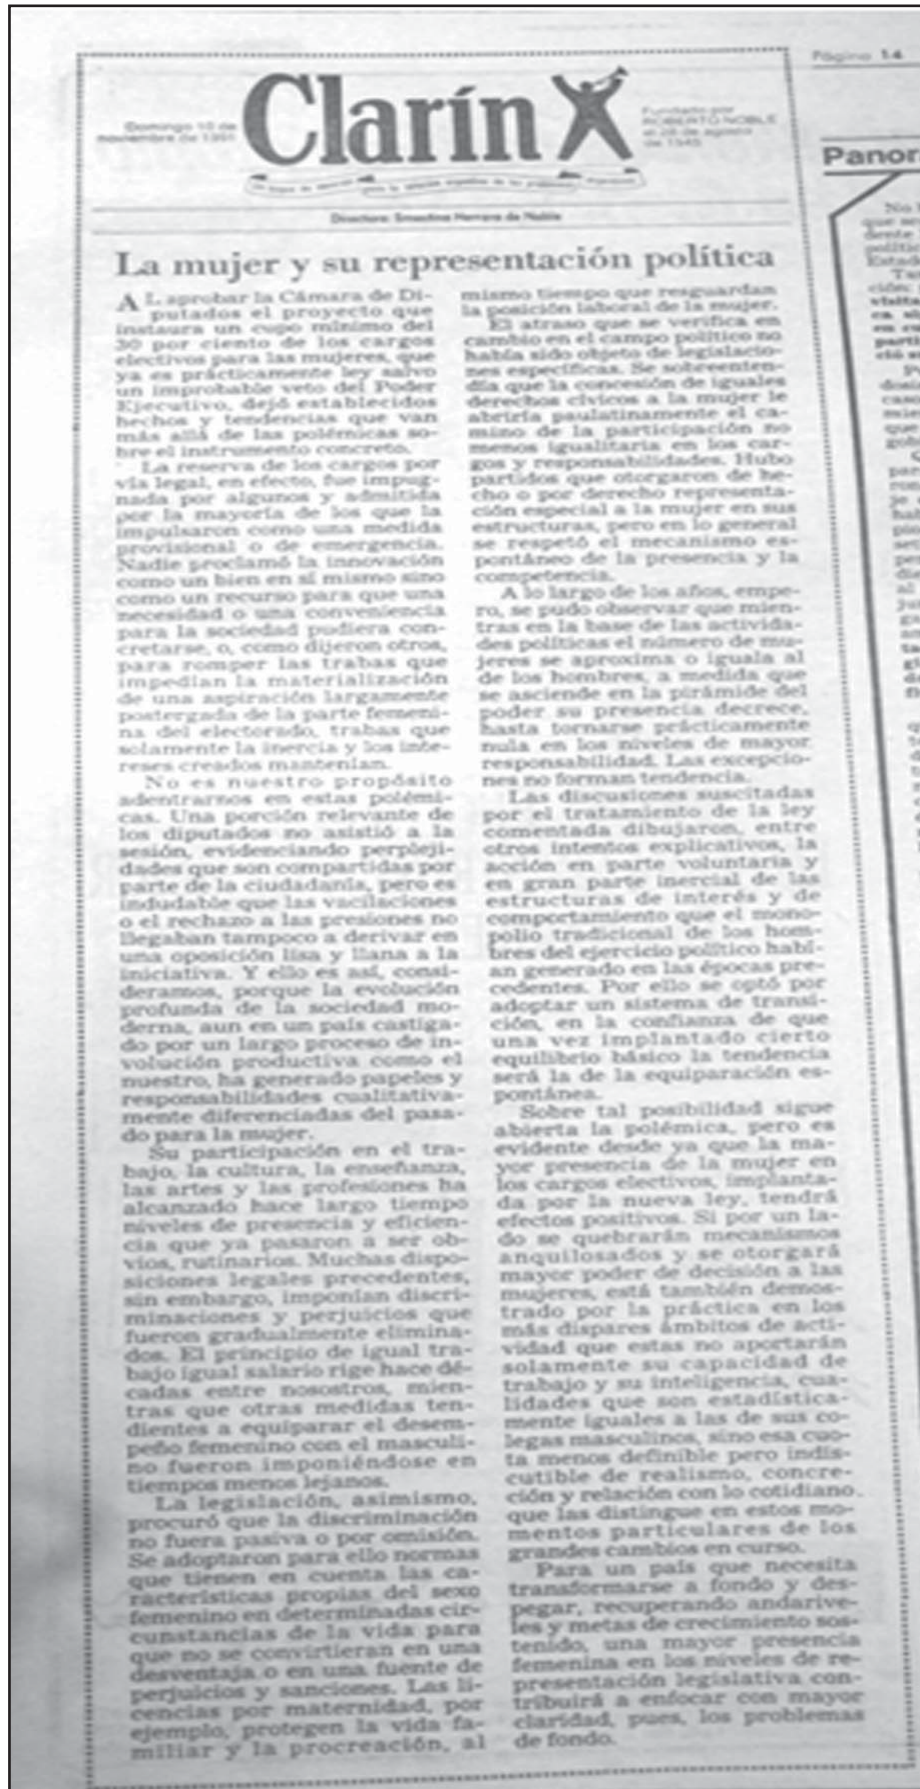 Página 14
Domingo 10 de
noviembre de 1991
Clarín
Fundado por
ROBERTO NOBLE
el 28 de agosto
de 1945
Directora: Ernestina Herrera de Noble
La mujer y su representación política
AL aprobar la Cámara de Di-
putados el proyecto que
instaura un cupo mínimo del
30 por ciento de los cargos
electivos para las mujeres, que
ya es prácticamente ley salvo
un improbable veto del Poder
Ejecutivo, dejó establecidos
hechos y tendencias que van
más allá de las polémicas so-
bre el instrumento concreto.
La reserva de los cargos por
vía legal, en efecto, fue impug-
nada por algunos y admitida
por la mayoría de los que la
impulsaron como una medida
provisional o de emergencia.
Nadie proclamó la innovación
como un bien en sí mismo sino
como un recurso para que una
necesidad o una conveniencia
para la sociedad pudiera con-
cretarse, o, como dijeron otros,
para romper las trabas que
impedían la materialización
de una aspiración largamente
postergada de la parte femeni-
na del electorado, trabas que
solamente la inercia y los inte-
reses creados mantenían.
No es nuestro propósito
adentrarnos en estas polémi-
cas. Una porción relevante de
los diputados no asistió a la
sesión, evidenciando perpleji-
dades que son compartidas por
parte de la ciudadanía, pero es
indudable que las vacilaciones
o el rechazo a las presiones no
llegaban tampoco a derivar en
una oposición lisa y llana a la
iniciativa. Y ello es así, consi-
deramos, porque la evolución
profunda de la sociedad mo-
derna, aun en un país castiga-
do por un largo proceso de in-
volución productiva como el
nuestro, ha generado papeles y
responsabilidades cualitativa-
mente diferenciadas del pasa-
do para la mujer.
Su participación en el tra-
bajo, la cultura, la enseñanza,
las artes y las profesiones ha
alcanzado hace largo tiempo
niveles de presencia y eficien-
cia que ya pasaron a ser ob-
vios, rutinarios. Muchas dispo-
siciones legales precedentes,
sin embargo, imponían discri-
minaciones y perjuicios que
fueron gradualmente elimina-
dos. El principio de igual tra-
bajo igual salario rige hace dé-
cadas entre nosostros, mien-
tras que otras medidas ten-
dientes a equiparar el desem-
peño femenino con el masculi-
no fueron imponiéndose en
tiempos menos lejanos.
La legislación, asimismo,
procuró que la discriminación
no fuera pasiva o por omisión.
Se adoptaron para ello normas
que tienen en cuenta las ca-
racterísticas propias del sexo
femenino en determinadas cir-
cunstancias de la vida para
que no se convirtieran en una
desventaja o en una fuente de
perjuicios y sanciones. Las li-
cencias por maternidad, por
ejemplo, protegen la vida fa-
miliar y la procreación, al
mismo tiempo que resguardan
la posición laboral de la mujer.
El atraso que se verifica en
cambio en el campo político no
había sido objeto de legislacio-
nes específicas. Se sobreenten-
día que la concesión de iguales
derechos cívicos a la mujer le
abriría paulatinamente el ca-
mino de la participación no
menos igualitaria en los car-
gos y responsabilidades. Hubo
partidos que otorgaron de he-
cho o por derecho representa-
ción especial a la mujer en sus
estructuras, pero en lo general
se respetó el mecanismo es-
pontáneo de la presencia y la
competencia.
A lo largo de los años, empe-
ro, se pudo observar que mien-
tras en la base de las activida-
des políticas el número de mu-
jeres se aproxima o iguala al
de los hombres, a medida que
se asciende en la pirámide del
poder su presencia decrece,
hasta tornarse prácticamente
nula en los niveles de mayor
responsabilidad. Las excepcio-
nes no forman tendencia.
Las discusiones suscitadas
por el tratamiento de la ley
comentada dibujaron, entre
otros intentos explicativos, la
acción en parte voluntaria y
en gran parte inercial de las
estructuras de interés y de
comportamiento que el mono-
polio tradicional de los hom-
bres del ejercicio político habí-
an generado en las épocas pre-
cedentes. Por ello se optó por
adoptar un sistema de transi-
ción, en la confianza de que
una vez implantado cierto
equilibrio básico la tendencia
será la de la equiparación es-
pontánea.
Sobre tal posibilidad sigue
abierta la polémica, pero es
evidente desde ya que la ma-
yor presencia de la mujer en
los cargos electivos, implanta-
da por la nueva ley, tendrá
efectos positivos. Si por un la-
do se quebrarán mecanismos
anquilosados y se otorgará
mayor poder de decisión a las
mujeres, está también demos-
trado por la práctica en los
más dispares ámbitos de acti-
vidad que estas no aportarán
solamente su capacidad de
trabajo y su inteligencia, cua-
lidades que son estadística-
mente iguales a las de sus co-
legas masculinos, sino esa cuo-
ta menos definible pero indis-
cutible de realismo, concre-
ción y relación con lo cotidiano
que las distingue en estos mo-
mentos particulares de los
grandes cambios en curso.
Para un país que necesita
transformarse a fondo y des-
pegar, recuperando andarive-
les y metas de crecimiento sos-
tenido, una mayor presencia
femenina en los niveles de re-
presentación legislativa con-
tribuirá a enfocar con mayor
claridad, pues, los problemas
de fondo.
Panor